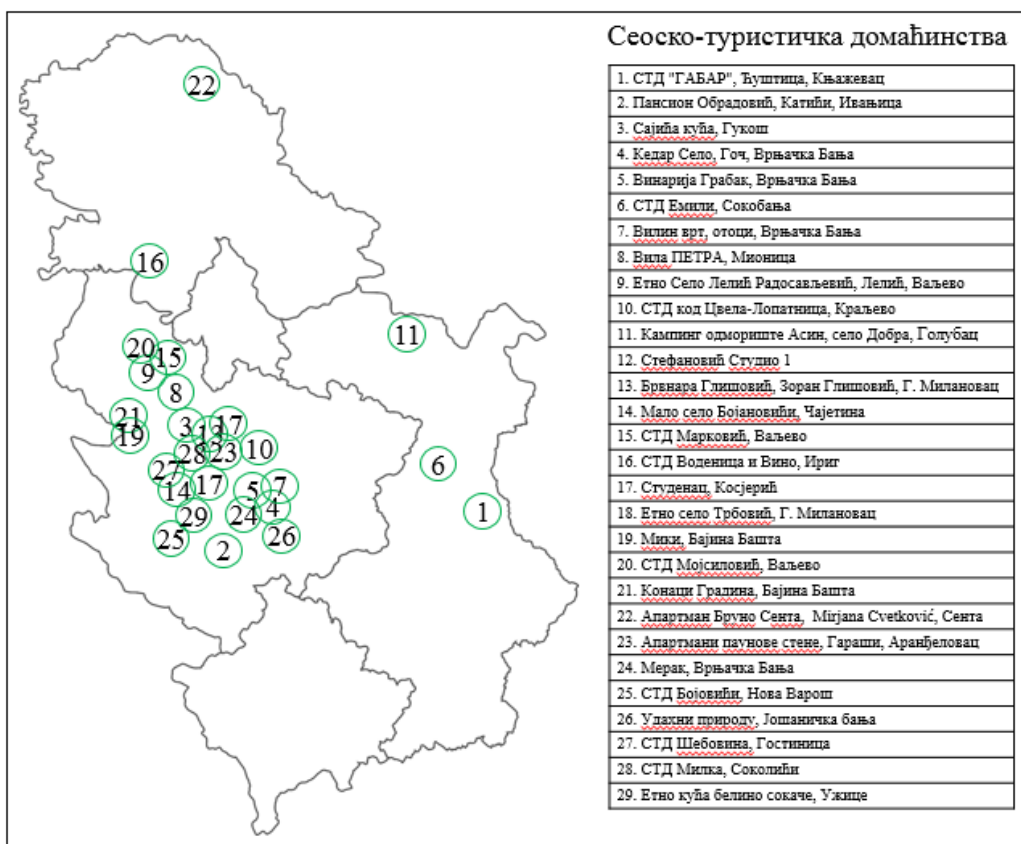 Сеоско-туристичка домаћинства
1. СТД "ГАБАР", Ћуштица, Књажевац
2. Пансион Обрадовић, Катићи, Ивањица
3. Сајића кућа, Гукош
4. Кедар Село, Гоч, Врњачка Бања
5. Винарија Грабак, Врњачка Бања
6. СТД Емили, Сокобања
7. Вилин врт, отоци, Врњачка Бања
8. Вила ПЕТРА, Мионица
9. Етно Село Лелић Радосављевић, Лелић, Ваљево
10. СТД код Цвела-Лопатница, Краљево
11. Кампинг одмориште Асин, село Добра, Голубац
12. Стефановић Студио 1
13. Брвнара Глишовић, Зоран Глишовић, Г. Милановац
14. Мало село Бојановићи, Чајетина
15. СТД Марковић, Ваљево
16. СТД Воденица и Вино, Ириг
17. Студенац, Косјерић
18. Етно село Трбовић, Г. Милановац
19. Мики, Бајина Башта
20. СТД Мојсиловић, Ваљево
21. Конаци Градина, Бајина Башта
22. Апартман Бруно Сента, Mirjana Cvetković, Сента
23. Апартмани паунове стене, Гараши, Аранђеловац
24. Мерак, Врњачка Бања
25. СТД Бојовићи, Нова Варош
26. Удахни природу, Јошаничка бања
27. СТД Шебовина, Гостиница
28. СТД Милка, Соколићи
29. Етно кућа белино сокаче, Ужице
22
16
11
20
15
9
8
21
19
3
13
17
28
23
10
27
14
17
5
7
6
29
24
4
1
25
2
26